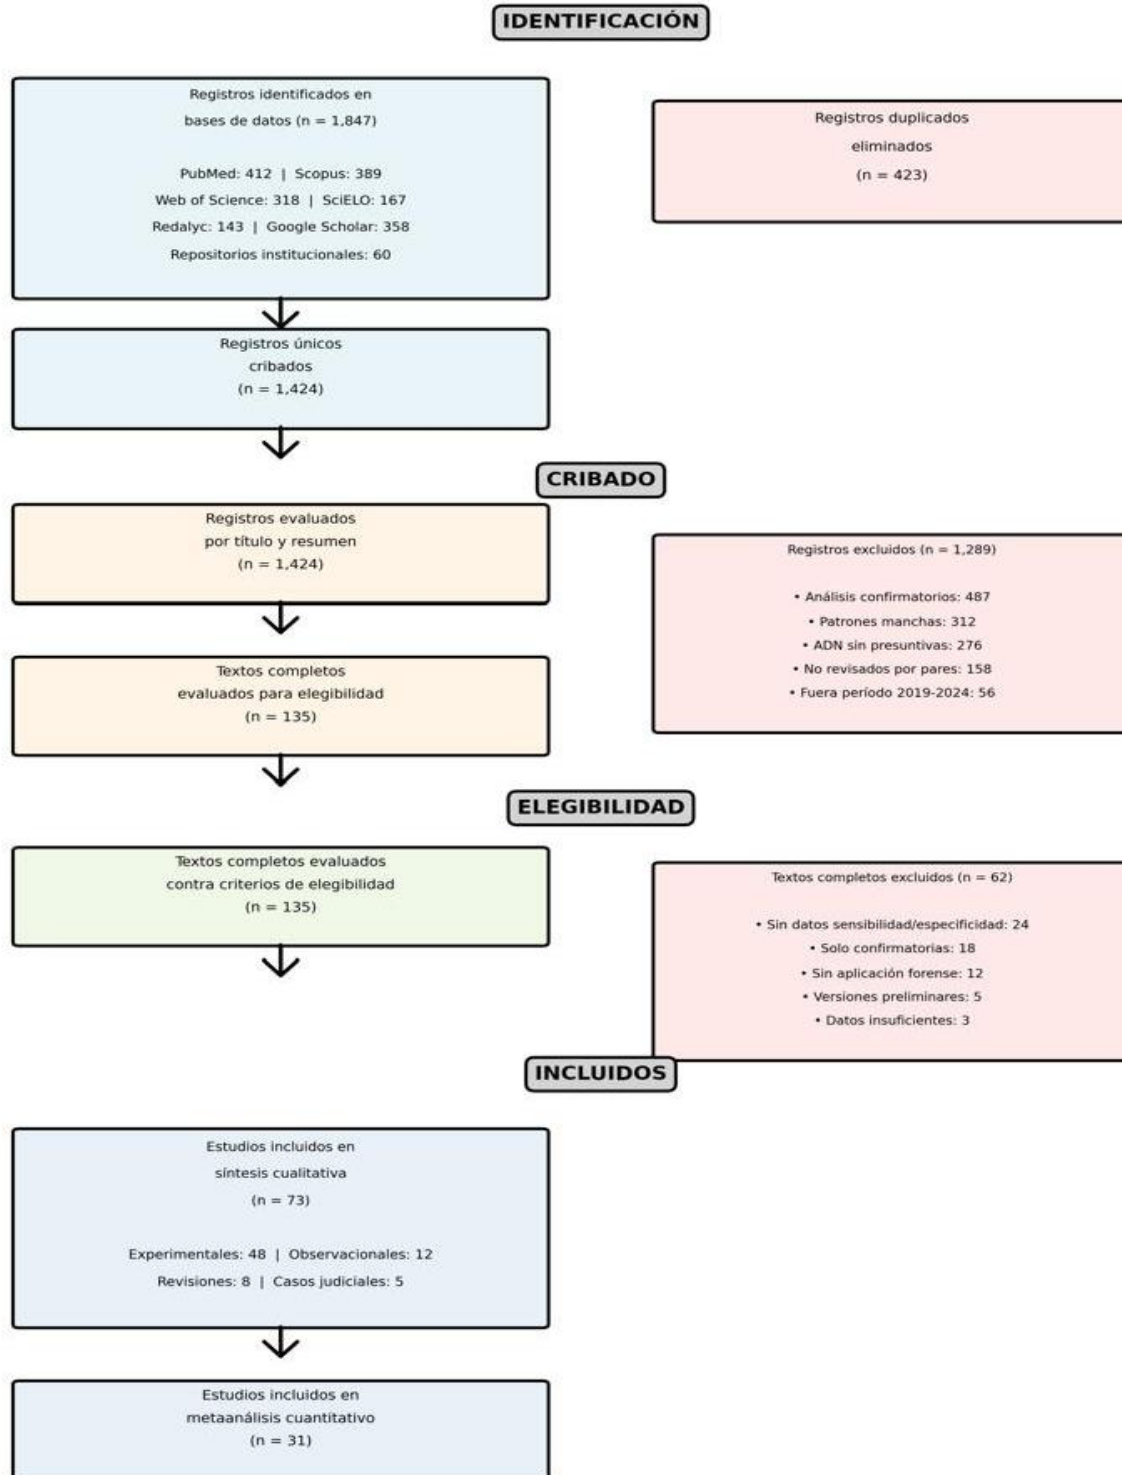 IDENTIFICACIÓN
Registros identificados en
bases de datos (n = 1,847)
PubMed: 412 | Scopus: 389
Web of Science: 318 | SciELO: 167
Redalyc: 143 | Google Scholar: 358
Repositorios institucionales: 60
Registros duplicados
eliminados
(n = 423)
Registros únicos
cribados
(n = 1,424)
CRIBADO
Registros evaluados
por título y resumen
(n = 1,424)
Registros excluidos (n = 1,289)
• Análisis confirmatorios: 487
• Patrones manchas: 312
• ADN sin presuntivas: 276
• No revisados por pares: 158
• Fuera período 2019-2024: 56
Textos completos
evaluados para elegibilidad
(n = 135)
ELEGIBILIDAD
Textos completos evaluados
contra criterios de elegibilidad
(n = 135)
Textos completos excluidos (n = 62)
• Sin datos sensibilidad/especificidad: 24
• Solo confirmatorias: 18
• Sin aplicación forense: 12
• Versiones preliminares: 5
• Datos insuficientes: 3
INCLUIDOS
Estudios incluidos en
síntesis cualitativa
(n = 73)
Experimentales: 48 | Observacionales: 12
Revisiones: 8 | Casos judiciales: 5
Estudios incluidos en
metaanálisis cuantitativo
(n = 31)